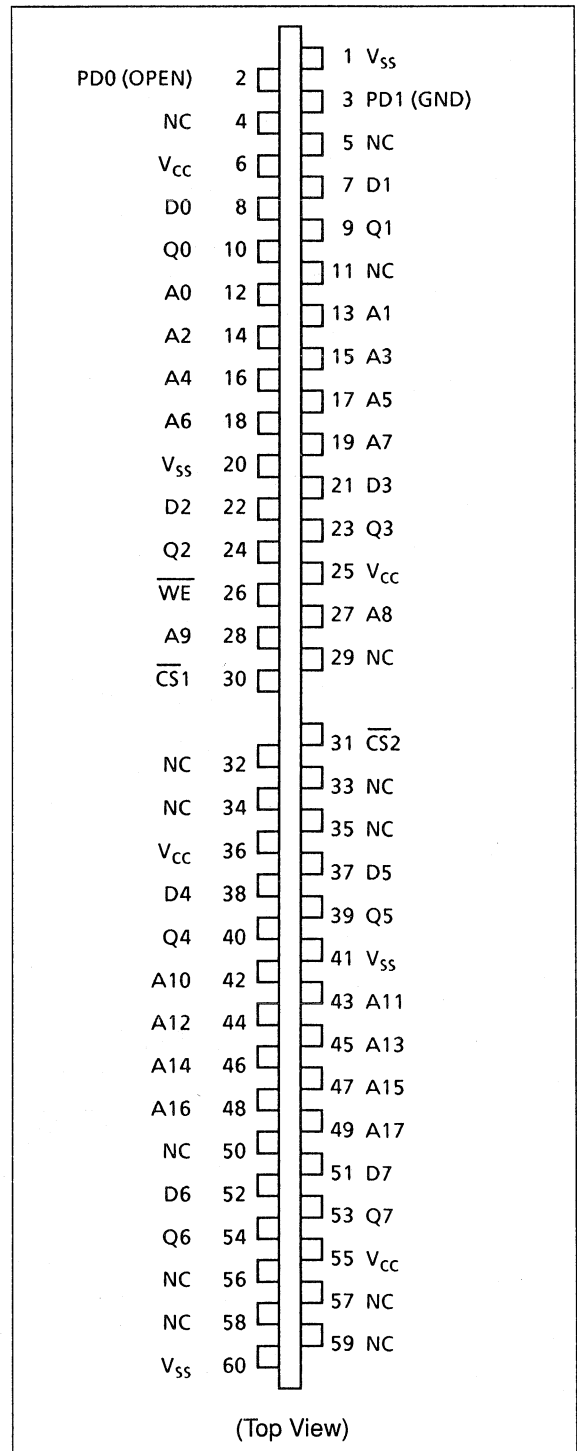 1 VSS
PD0 (OPEN) 2
3 PD1 (GND)
NC 4
5 NC
VCC 6
7 D1
D0 8
9 Q1
Q0 10
11 NC
A0 12
13 A1
A2 14
15 A3
A4 16
17 A5
A6 18
19 A7
VSS 20
21 D3
D2 22
23 Q3
Q2 24
25 VCC
WE 26
27 A8
A9 28
29 NC
CS1 30
31 CS2
NC 32
33 NC
NC 34
35 NC
VCC 36
37 D5
D4 38
39 Q5
Q4 40
41 VSS
A10 42
43 A11
A12 44
45 A13
A14 46
47 A15
A16 48
49 A17
NC 50
51 D7
D6 52
53 Q7
Q6 54
55 VCC
NC 56
57 NC
NC 58
59 NC
VSS 60
(Top View)